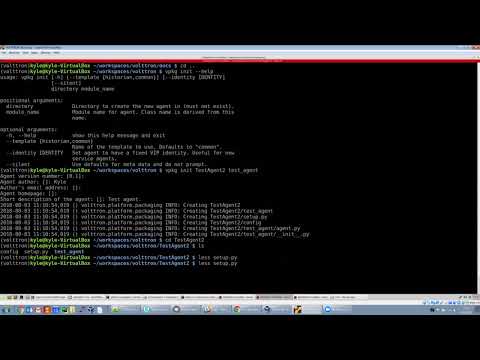 (volttron)kyle@kyle-VirtualBox ~/workspaces/volttron/docs $ cd ..
(volttron)kyle@kyle-VirtualBox ~/workspaces/volttron $ vpkg init --help
usage: vpkg init [-h] [--template {historian,common}] [--identity IDENTITY]
[--silent]
directory module_name
positional arguments:
directory Directory to create the new agent in (must not exist).
module_name Module name for agent. Class name is derived from this
name.
optional arguments:
-h, --help show this help message and exit
--template {historian,common}
Name of the template to use. Defaults to "common".
--identity IDENTITY Set agent to have a fixed VIP identity. Useful for new
service agents.
--silent Use defaults for meta data and do not prompt.
(volttron)kyle@kyle-VirtualBox ~/workspaces/volttron $ vpkg init TestAgent2 test_agent
Agent version number: [0.1]:
Agent author: []: Kyle
Author's email address: []:
Agent homepage: []:
Short description of the agent: []: Test agent.
2018-08-03 11:10:54,019 () volttron.platform.packaging INFO: Creating TestAgent2
2018-08-03 11:10:54,019 () volttron.platform.packaging INFO: Creating TestAgent2/test_agent
2018-08-03 11:10:54,019 () volttron.platform.packaging INFO: Creating TestAgent2/setup.py
2018-08-03 11:10:54,019 () volttron.platform.packaging INFO: Creating TestAgent2/config
2018-08-03 11:10:54,019 () volttron.platform.packaging INFO: Creating TestAgent2/test_agent/agent.py
2018-08-03 11:10:54,019 () volttron.platform.packaging INFO: Creating TestAgent2/test_agent/__init__.py
(volttron)kyle@kyle-VirtualBox ~/workspaces/volttron $ cd TestAgent2
(volttron)kyle@kyle-VirtualBox ~/workspaces/volttron/TestAgent2 $ ls
config setup.py test_agent
(volttron)kyle@kyle-VirtualBox ~/workspaces/volttron/TestAgent2 $ less setup.py
(volttron)kyle@kyle-VirtualBox ~/workspaces/volttron/TestAgent2 $ less setup.py